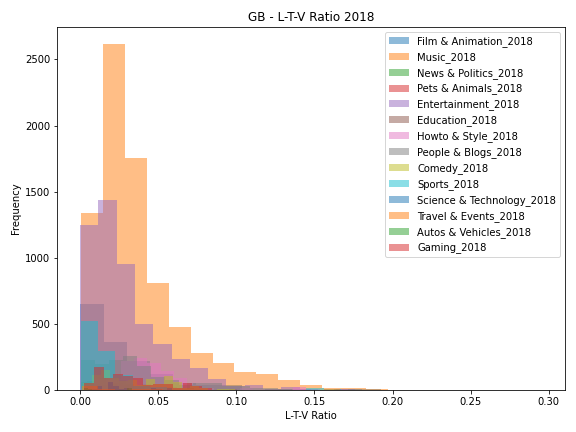 GB - L-T-V Ratio 2018
Film & Animation_2018
Music_2018
News & Politics_2018
Pets & Animals_2018
Entertainment_2018
Education_2018
Howto & Style_2018
People & Blogs_2018
Comedy_2018
Sports_2018
Science & Technology_2018
Travel & Events_2018
Autos & Vehicles_2018
Gaming_2018
Frequency
2500
2000
1500
1000
500
0
0.00 0.05 0.10 0.15 0.20 0.25 0.30
L-T-V Ratio